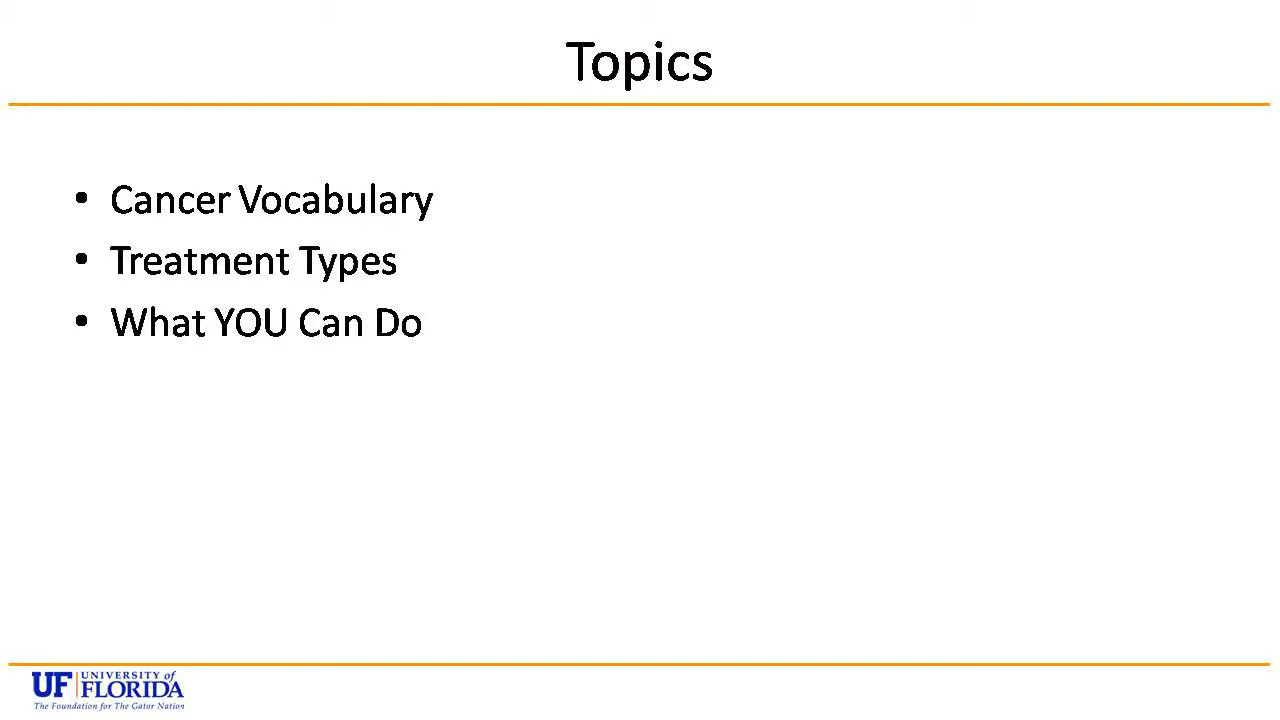 Topics
• Cancer Vocabulary
• Treatment Types
• What YOU Can Do
UF UNIVERSITY of
FLORIDA
The Foundation for The Gator Nation